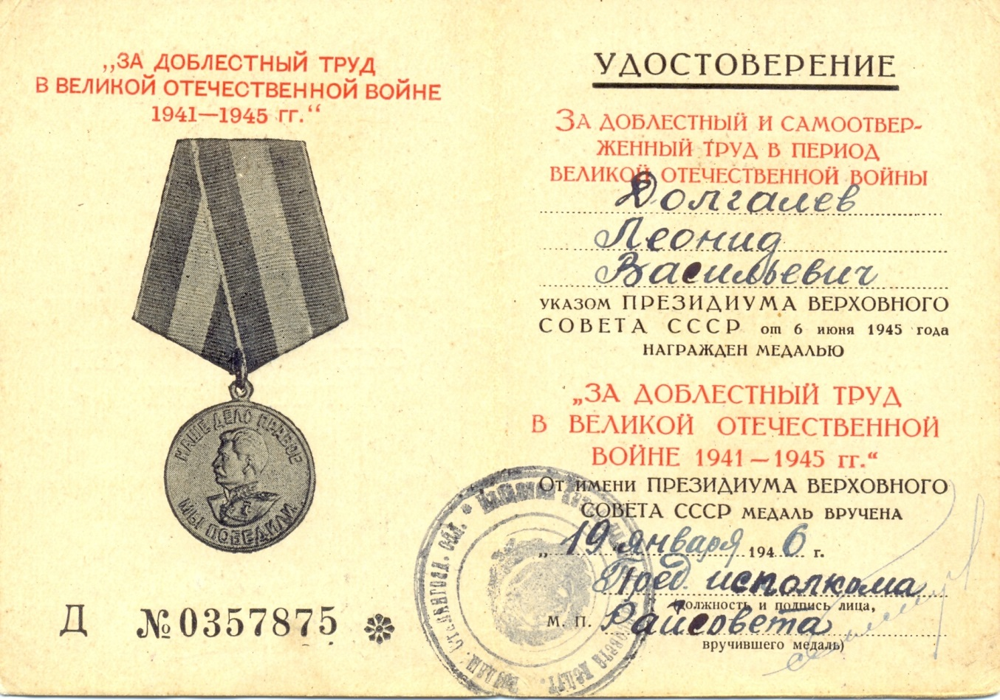 „ЗА ДОБЛЕСТНЫЙ ТРУД
В ВЕЛИКОЙ ОТЕЧЕСТВЕННОЙ ВОЙНЕ
1941—1945 гг.“
НАШЕ ДЕЛО ПРАВОЕ
МЫ ПОБЕДИЛИ
Д №0357875
УДОСТОВЕРЕНИЕ
ЗА ДОБЛЕСТНЫЙ И САМООТВЕР-
ЖЕННЫЙ ТРУД В ПЕРИОД
ВЕЛИКОЙ ОТЕЧЕСТВЕННОЙ ВОЙНЫ
Долгалев
Леонид
Васильевич
УКАЗОМ ПРЕЗИДИУМА ВЕРХОВНОГО
СОВЕТА СССР от 6 июня 1945 года
НАГРАЖДЕН МЕДАЛЬЮ
„ЗА ДОБЛЕСТНЫЙ ТРУД
В ВЕЛИКОЙ ОТЕЧЕСТВЕННОЙ
ВОЙНЕ 1941—1945 гг.“
От имени ПРЕЗИДИУМА ВЕРХОВНОГО
СОВЕТА СССР МЕДАЛЬ ВРУЧЕНА
„19 января 1946 г.
Пред. исполкома
(должность и подпись лица,
М. П. Райсовета
вручившего медаль)